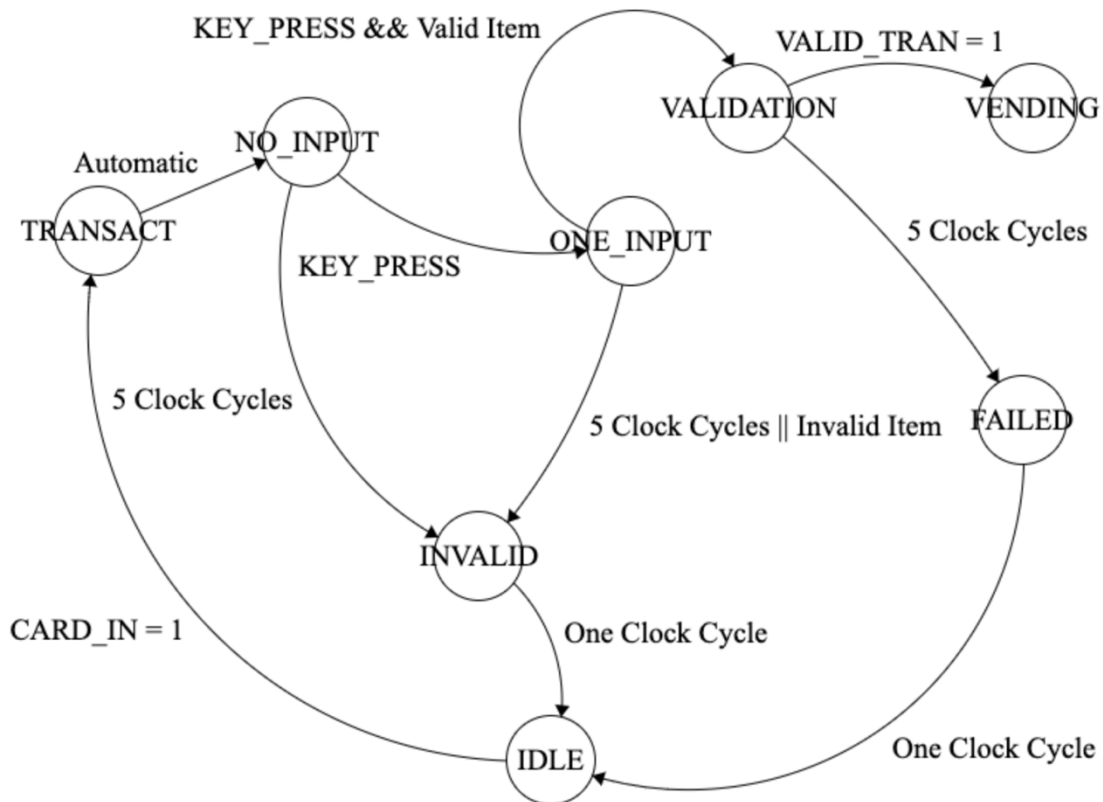 KEY_PRESS && Valid Item
VALID_TRAN = 1
VALIDATION
VENDING
NO_INPUT
Automatic
TRANSACT
ONE_INPUT
5 Clock Cycles
KEY_PRESS
5 Clock Cycles
5 Clock Cycles || Invalid Item
FAILED
INVALID
CARD_IN = 1
One Clock Cycle
One Clock Cycle
IDLE